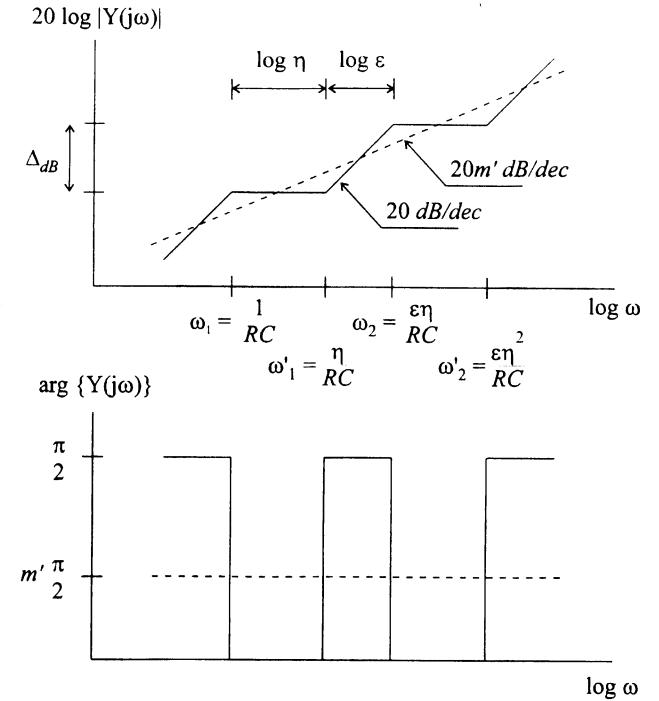 20 log |Y(jω)|
log η
log ε
Δ_dB
20m' dB/dec
20 dB/dec
log ω
ω₁ = 1/RC
ω₂ = εη/RC
ω'₁ = η/RC
ω'₂ = εη²/RC
arg {Y(jω)}
π/2
m' π/2
log ω